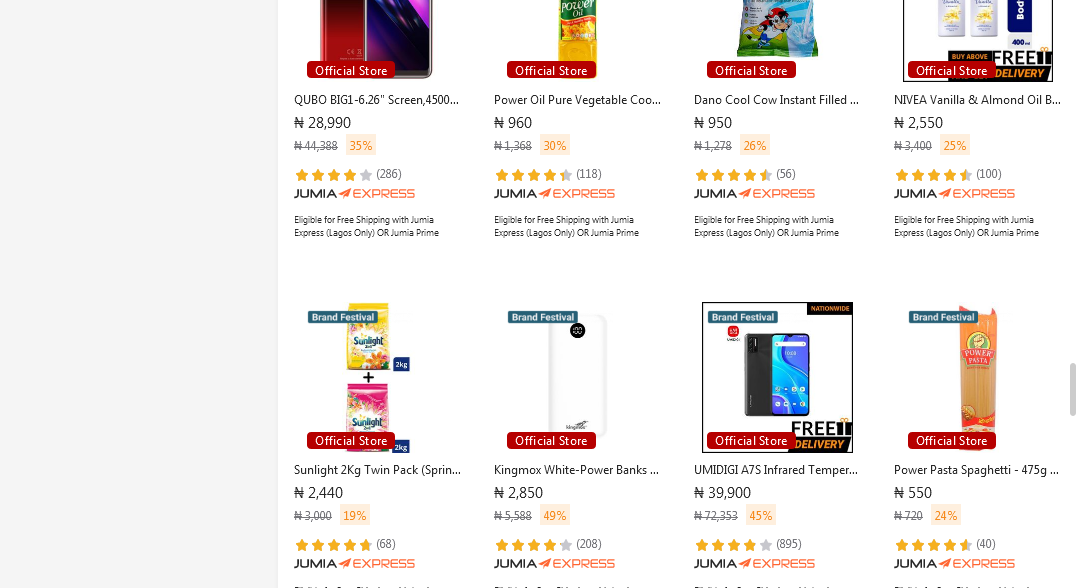 Power
Oil
Body
400 ml
BUY ABOVE
FREE
DELIVERY
Official Store
Official Store
Official Store
Official Store
QUBO BIG1-6.26" Screen,4500...
Power Oil Pure Vegetable Coo...
Dano Cool Cow Instant Filled ...
NIVEA Vanilla & Almond Oil B...
₦ 28,990
₦ 960
₦ 950
₦ 2,550
₦ 44,388 35%
₦ 1,368 30%
₦ 1,278 26%
₦ 3,400 25%
(286)
(118)
(56)
(100)
JUMIA EXPRESS
JUMIA EXPRESS
JUMIA EXPRESS
JUMIA EXPRESS
Eligible for Free Shipping with Jumia
Express (Lagos Only) OR Jumia Prime
Eligible for Free Shipping with Jumia
Express (Lagos Only) OR Jumia Prime
Eligible for Free Shipping with Jumia
Express (Lagos Only) OR Jumia Prime
Eligible for Free Shipping with Jumia
Express (Lagos Only) OR Jumia Prime
Brand Festival
Sunlight
2kg
+
Sunlight
2kg
Official Store
Brand Festival
kingmox
Official Store
NATIONWIDE
Brand Festival
UMIDIGI
FREE
DELIVERY
Official Store
Brand Festival
POWER
PASTA
Official Store
Sunlight 2Kg Twin Pack (Sprin...
Kingmox White-Power Banks ...
UMIDIGI A7S Infrared Temper...
Power Pasta Spaghetti - 475g ...
₦ 2,440
₦ 2,850
₦ 39,900
₦ 550
₦ 3,000 19%
₦ 5,588 49%
₦ 72,353 45%
₦ 720 24%
(68)
(208)
(895)
(40)
JUMIA EXPRESS
JUMIA EXPRESS
JUMIA EXPRESS
JUMIA EXPRESS